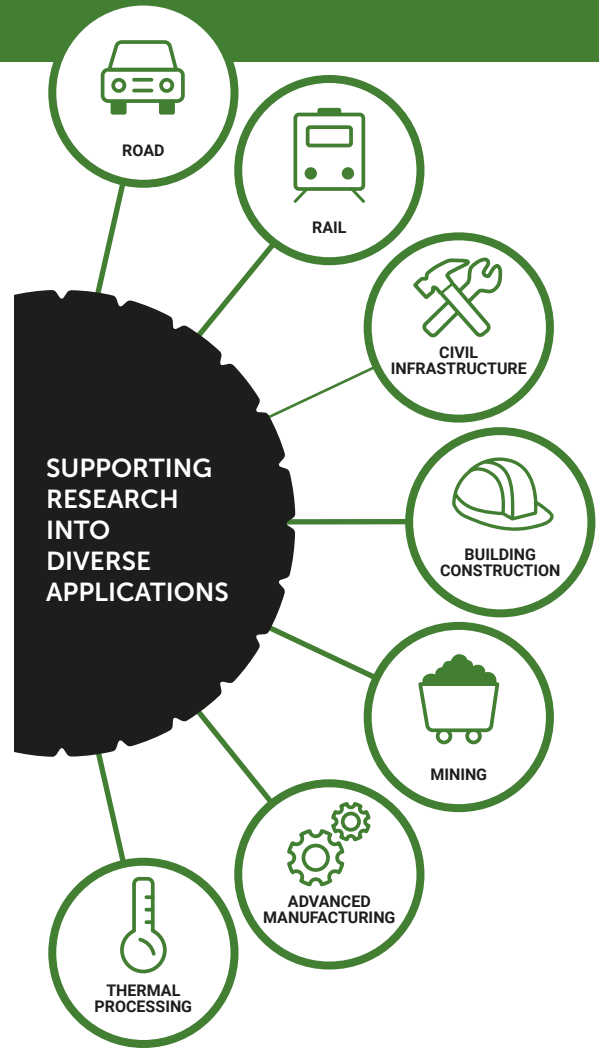 ROAD
RAIL
CIVIL
INFRASTRUCTURE
SUPPORTING
RESEARCH
INTO
DIVERSE
APPLICATIONS
BUILDING
CONSTRUCTION
MINING
ADVANCED
MANUFACTURING
THERMAL
PROCESSING